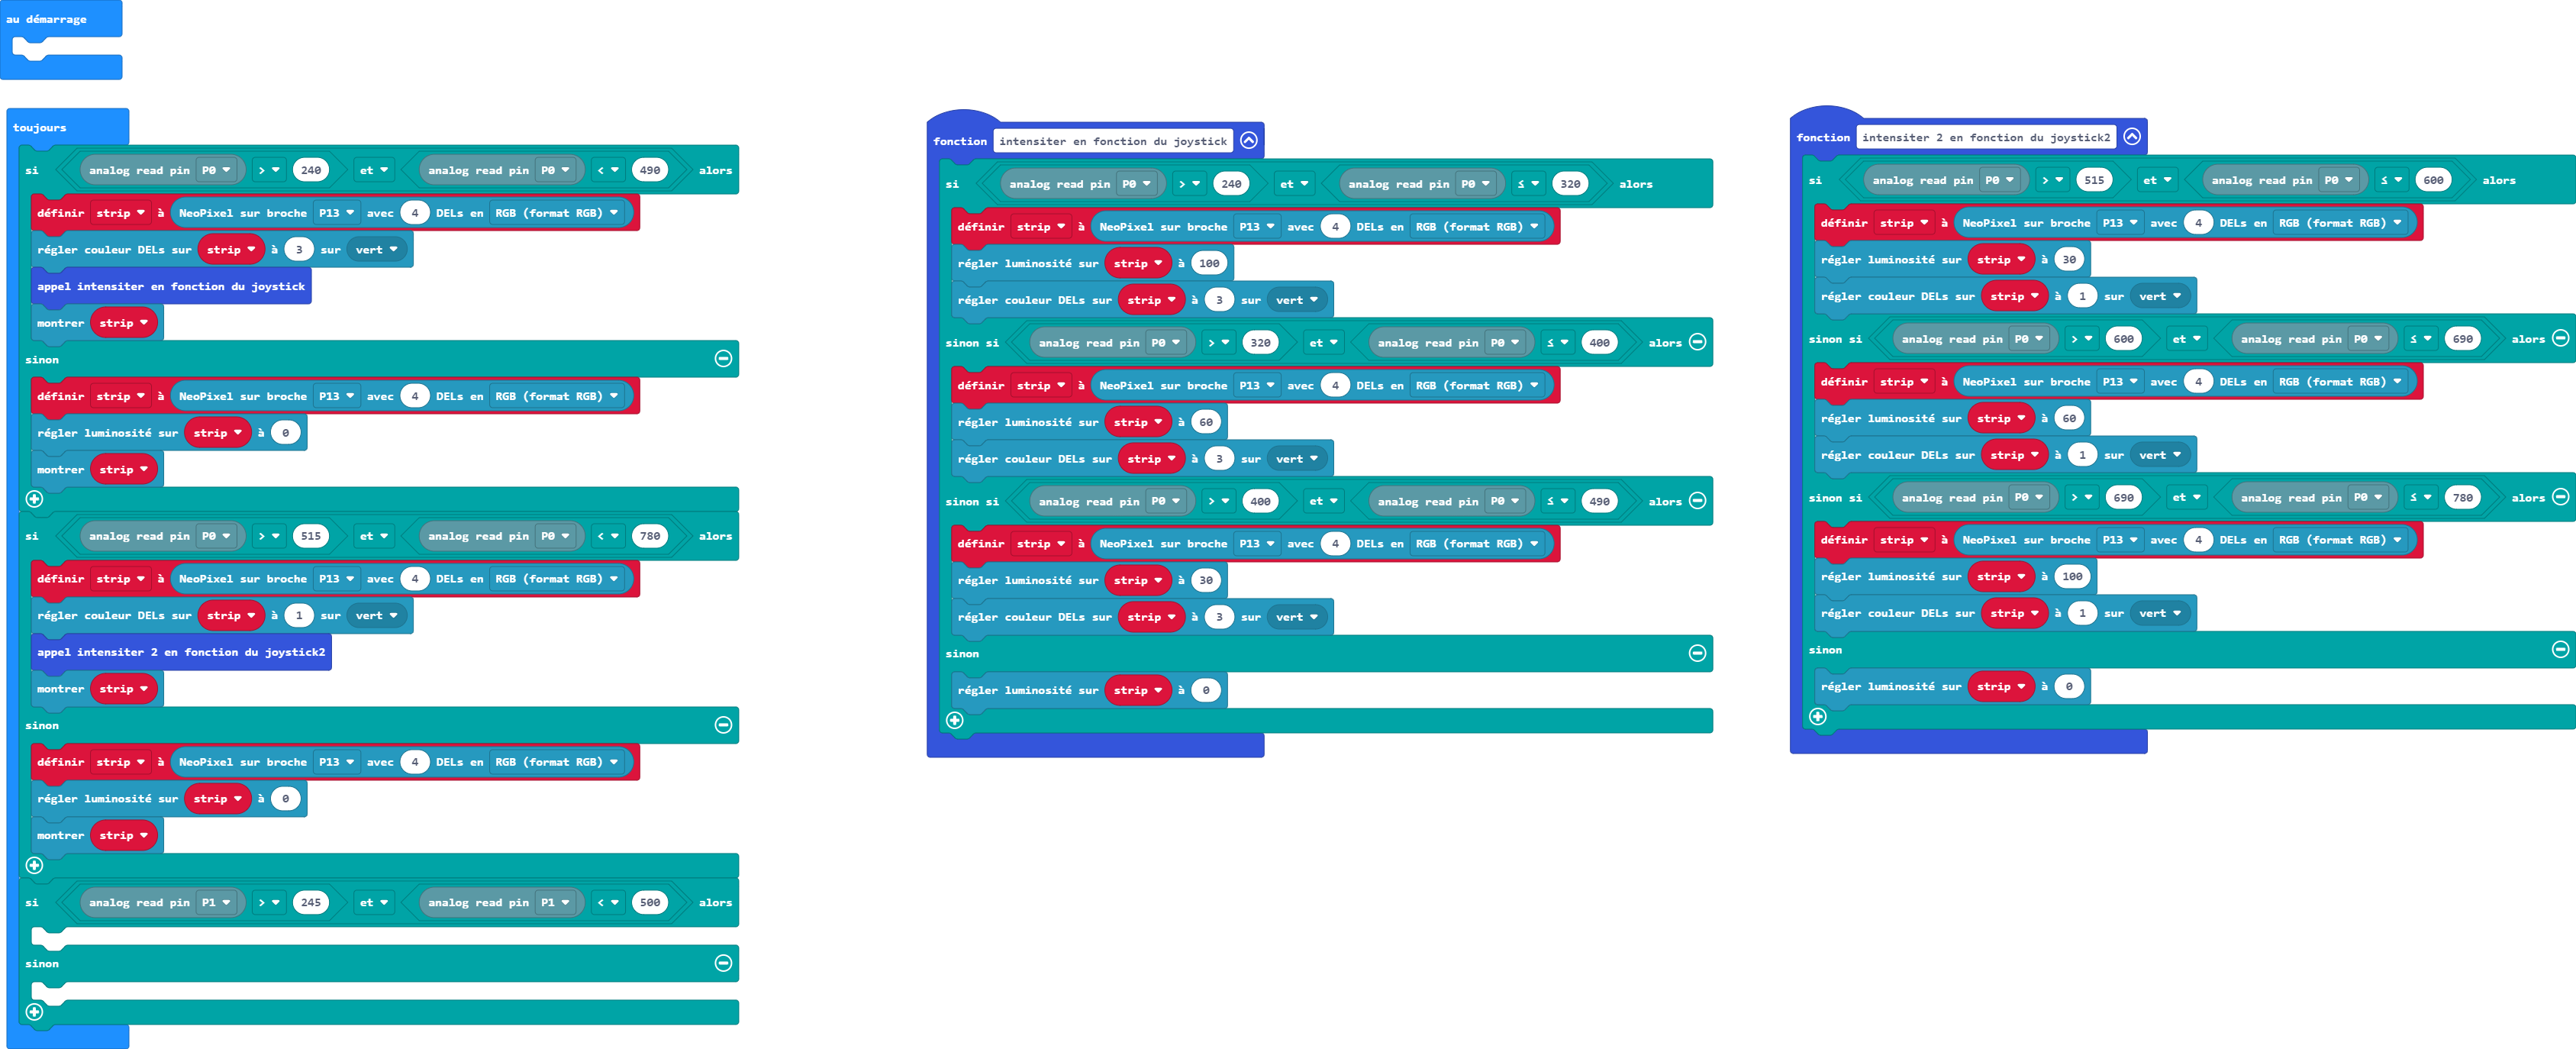 au démarrage
toujours
si analog read pin P0 > 240 et analog read pin P0 < 490 alors
définir strip à NeoPixel sur broche P13 avec 4 DELs en RGB (format RGB)
régler couleur DELs sur strip à 3 sur vert
appel intensiter en fonction du joystick
montrer strip
sinon
définir strip à NeoPixel sur broche P13 avec 4 DELs en RGB (format RGB)
régler luminosité sur strip à 0
montrer strip
si analog read pin P0 > 515 et analog read pin P0 < 780 alors
définir strip à NeoPixel sur broche P13 avec 4 DELs en RGB (format RGB)
régler couleur DELs sur strip à 1 sur vert
appel intensiter 2 en fonction du joystick2
montrer strip
sinon
définir strip à NeoPixel sur broche P13 avec 4 DELs en RGB (format RGB)
régler luminosité sur strip à 0
montrer strip
si analog read pin P1 > 245 et analog read pin P1 < 500 alors
sinon
fonction intensiter en fonction du joystick
si analog read pin P0 > 240 et analog read pin P0 ≤ 320 alors
définir strip à NeoPixel sur broche P13 avec 4 DELs en RGB (format RGB)
régler luminosité sur strip à 100
régler couleur DELs sur strip à 3 sur vert
sinon si analog read pin P0 > 320 et analog read pin P0 ≤ 400 alors
définir strip à NeoPixel sur broche P13 avec 4 DELs en RGB (format RGB)
régler luminosité sur strip à 60
régler couleur DELs sur strip à 3 sur vert
sinon si analog read pin P0 > 400 et analog read pin P0 ≤ 490 alors
définir strip à NeoPixel sur broche P13 avec 4 DELs en RGB (format RGB)
régler luminosité sur strip à 30
régler couleur DELs sur strip à 3 sur vert
sinon
régler luminosité sur strip à 0
fonction intensiter 2 en fonction du joystick2
si analog read pin P0 > 515 et analog read pin P0 ≤ 600 alors
définir strip à NeoPixel sur broche P13 avec 4 DELs en RGB (format RGB)
régler luminosité sur strip à 30
régler couleur DELs sur strip à 1 sur vert
sinon si analog read pin P0 > 600 et analog read pin P0 ≤ 690 alors
définir strip à NeoPixel sur broche P13 avec 4 DELs en RGB (format RGB)
régler luminosité sur strip à 60
régler couleur DELs sur strip à 1 sur vert
sinon si analog read pin P0 > 690 et analog read pin P0 ≤ 780 alors
définir strip à NeoPixel sur broche P13 avec 4 DELs en RGB (format RGB)
régler luminosité sur strip à 100
régler couleur DELs sur strip à 1 sur vert
sinon
régler luminosité sur strip à 0